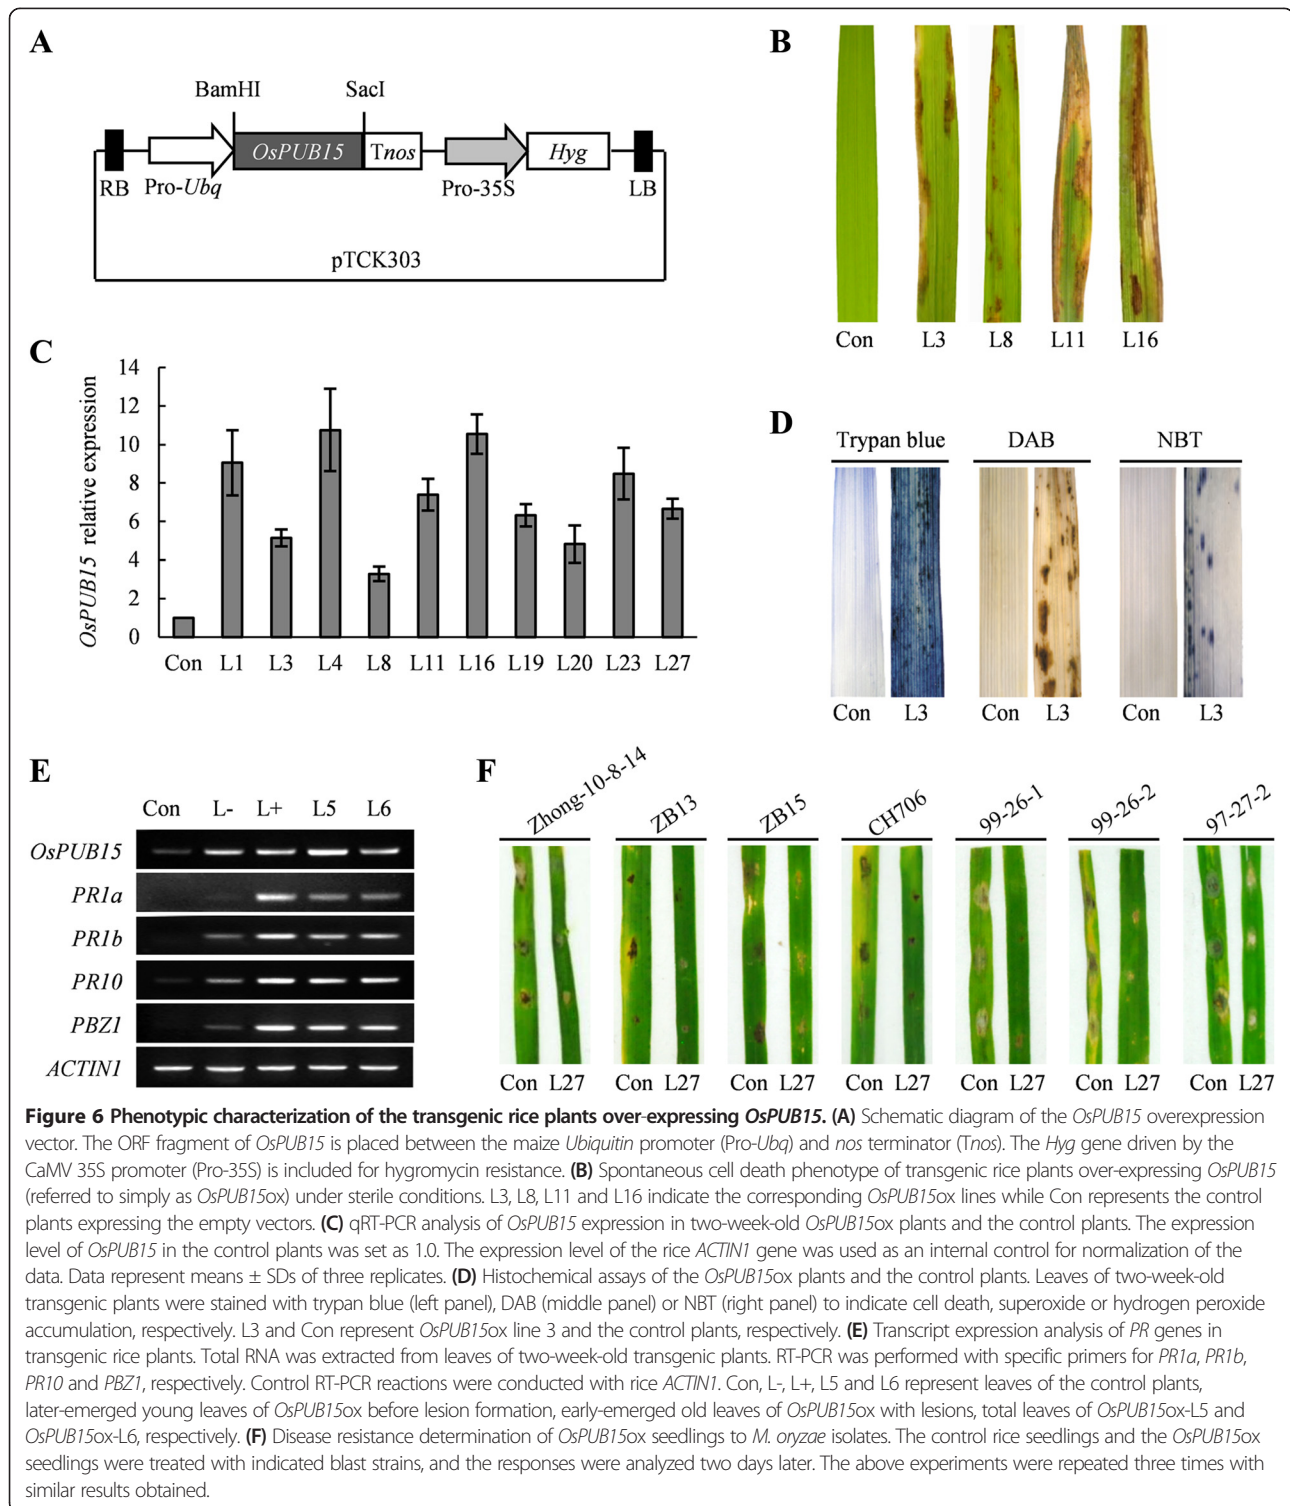 A
BamHI SacI
OsPUB15 Tnos Hyg
RB Pro-Ubq Pro-35S LB
pTCK303
B
Con L3 L8 L11 L16
C
OsPUB15 relative expression
14
12
10
8
6
4
2
0
Con L1 L3 L4 L8 L11 L16 L19 L20 L23 L27
D
Trypan blue DAB NBT
Con L3 Con L3 Con L3
E
Con L- L+ L5 L6
OsPUB15
PR1a
PR1b
PR10
PBZ1
ACTIN1
F
Zhong-10-8-14 ZB13 ZB15 CH706 99-26-1 99-26-2 97-27-2
Con L27 Con L27 Con L27 Con L27 Con L27 Con L27 Con L27
Figure 6 Phenotypic characterization of the transgenic rice plants over-expressing OsPUB15. (A) Schematic diagram of the OsPUB15 overexpression
vector. The ORF fragment of OsPUB15 is placed between the maize Ubiquitin promoter (Pro-Ubq) and nos terminator (Tnos). The Hyg gene driven by the
CaMV 35S promoter (Pro-35S) is included for hygromycin resistance. (B) Spontaneous cell death phenotype of transgenic rice plants over-expressing OsPUB15
(referred to simply as OsPUB15ox) under sterile conditions. L3, L8, L11 and L16 indicate the corresponding OsPUB15ox lines while Con represents the control
plants expressing the empty vectors. (C) qRT-PCR analysis of OsPUB15 expression in two-week-old OsPUB15ox plants and the control plants. The expression
level of OsPUB15 in the control plants was set as 1.0. The expression level of the rice ACTIN1 gene was used as an internal control for normalization of the
data. Data represent means ± SDs of three replicates. (D) Histochemical assays of the OsPUB15ox plants and the control plants. Leaves of two-week-old
transgenic plants were stained with trypan blue (left panel), DAB (middle panel) or NBT (right panel) to indicate cell death, superoxide or hydrogen peroxide
accumulation, respectively. L3 and Con represent OsPUB15ox line 3 and the control plants, respectively. (E) Transcript expression analysis of PR genes in
transgenic rice plants. Total RNA was extracted from leaves of two-week-old transgenic plants. RT-PCR was performed with specific primers for PR1a, PR1b,
PR10 and PBZ1, respectively. Control RT-PCR reactions were conducted with rice ACTIN1. Con, L-, L+, L5 and L6 represent leaves of the control plants,
later-emerged young leaves of OsPUB15ox before lesion formation, early-emerged old leaves of OsPUB15ox with lesions, total leaves of OsPUB15ox-L5 and
OsPUB15ox-L6, respectively. (F) Disease resistance determination of OsPUB15ox seedlings to M. oryzae isolates. The control rice seedlings and the OsPUB15ox
seedlings were treated with indicated blast strains, and the responses were analyzed two days later. The above experiments were repeated three times with
similar results obtained.